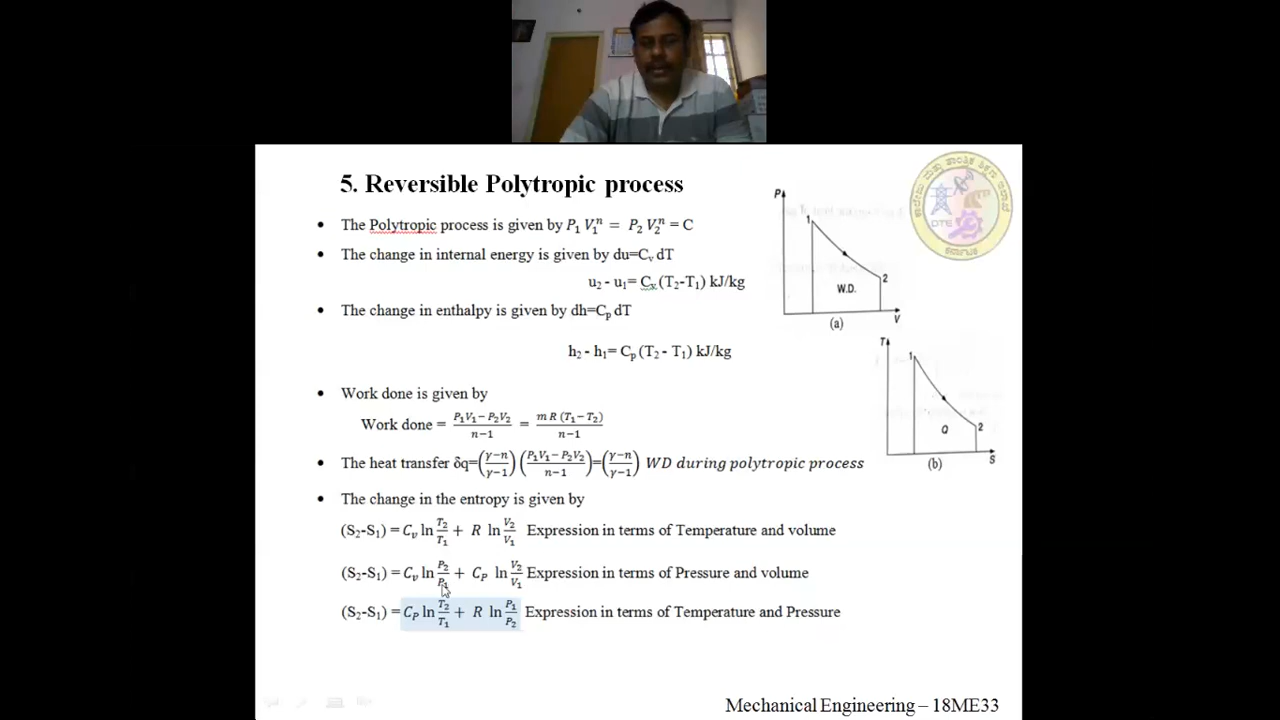 5. Reversible Polytropic process
• The Polytropic process is given by P₁ V₁ⁿ = P₂ V₂ⁿ = C
• The change in internal energy is given by du=Cᵥ dT
u₂ - u₁= Cᵥ (T₂-T₁) kJ/kg
• The change in enthalpy is given by dh=Cₚ dT
h₂ - h₁= Cₚ (T₂ - T₁) kJ/kg
• Work done is given by
Work done = (P₁V₁ − P₂V₂)/(n−1) = (m R (T₁−T₂))/(n−1)
• The heat transfer δq=((γ−n)/(γ−1)) ((P₁V₁−P₂V₂)/(n−1))=((γ−n)/(γ−1)) WD during polytropic process
• The change in the entropy is given by
(S₂-S₁) = Cᵥ ln T₂/T₁ + R ln V₂/V₁ Expression in terms of Temperature and volume
(S₂-S₁) = Cᵥ ln P₂/P₁ + C_P ln V₂/V₁ Expression in terms of Pressure and volume
(S₂-S₁) = C_P ln T₂/T₁ + R ln P₁/P₂ Expression in terms of Temperature and Pressure
P
1
2
W.D.
V
(a)
T
1
2
Q
S
(b)
DTE
Mechanical Engineering – 18ME33